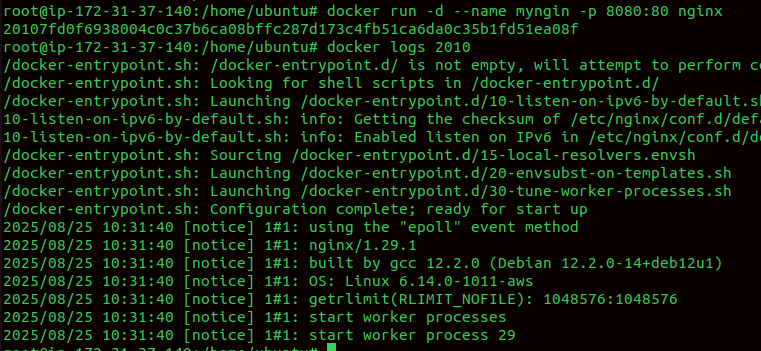 root@ip-172-31-37-140:/home/ubuntu# docker run -d --name myngin -p 8080:80 nginx
20107fd0f6938004c0c37b6ca08bffc287d173c4fb51ca6da0c35b1fd51ea08f
root@ip-172-31-37-140:/home/ubuntu# docker logs 2010
/docker-entrypoint.sh: /docker-entrypoint.d/ is not empty, will attempt to perform co
/docker-entrypoint.sh: Looking for shell scripts in /docker-entrypoint.d/
/docker-entrypoint.sh: Launching /docker-entrypoint.d/10-listen-on-ipv6-by-default.sh
10-listen-on-ipv6-by-default.sh: info: Getting the checksum of /etc/nginx/conf.d/defa
10-listen-on-ipv6-by-default.sh: info: Enabled listen on IPv6 in /etc/nginx/conf.d/de
/docker-entrypoint.sh: Sourcing /docker-entrypoint.d/15-local-resolvers.envsh
/docker-entrypoint.sh: Launching /docker-entrypoint.d/20-envsubst-on-templates.sh
/docker-entrypoint.sh: Launching /docker-entrypoint.d/30-tune-worker-processes.sh
/docker-entrypoint.sh: Configuration complete; ready for start up
2025/08/25 10:31:40 [notice] 1#1: using the "epoll" event method
2025/08/25 10:31:40 [notice] 1#1: nginx/1.29.1
2025/08/25 10:31:40 [notice] 1#1: built by gcc 12.2.0 (Debian 12.2.0-14+deb12u1)
2025/08/25 10:31:40 [notice] 1#1: OS: Linux 6.14.0-1011-aws
2025/08/25 10:31:40 [notice] 1#1: getrlimit(RLIMIT_NOFILE): 1048576:1048576
2025/08/25 10:31:40 [notice] 1#1: start worker processes
2025/08/25 10:31:40 [notice] 1#1: start worker process 29
root@ip-172-31-37-140:/home/ubuntu#